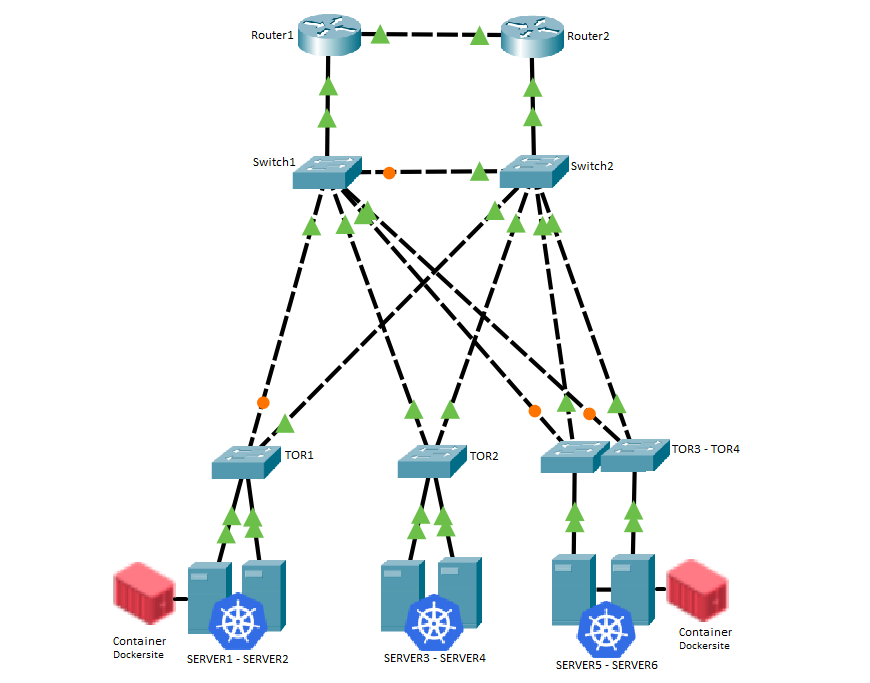 Router1
Router2
Switch1
Switch2
TOR1
TOR2
TOR3 - TOR4
Container
Dockersite
SERVER1 - SERVER2
SERVER3 - SERVER4
SERVER5 - SERVER6
Container
Dockersite